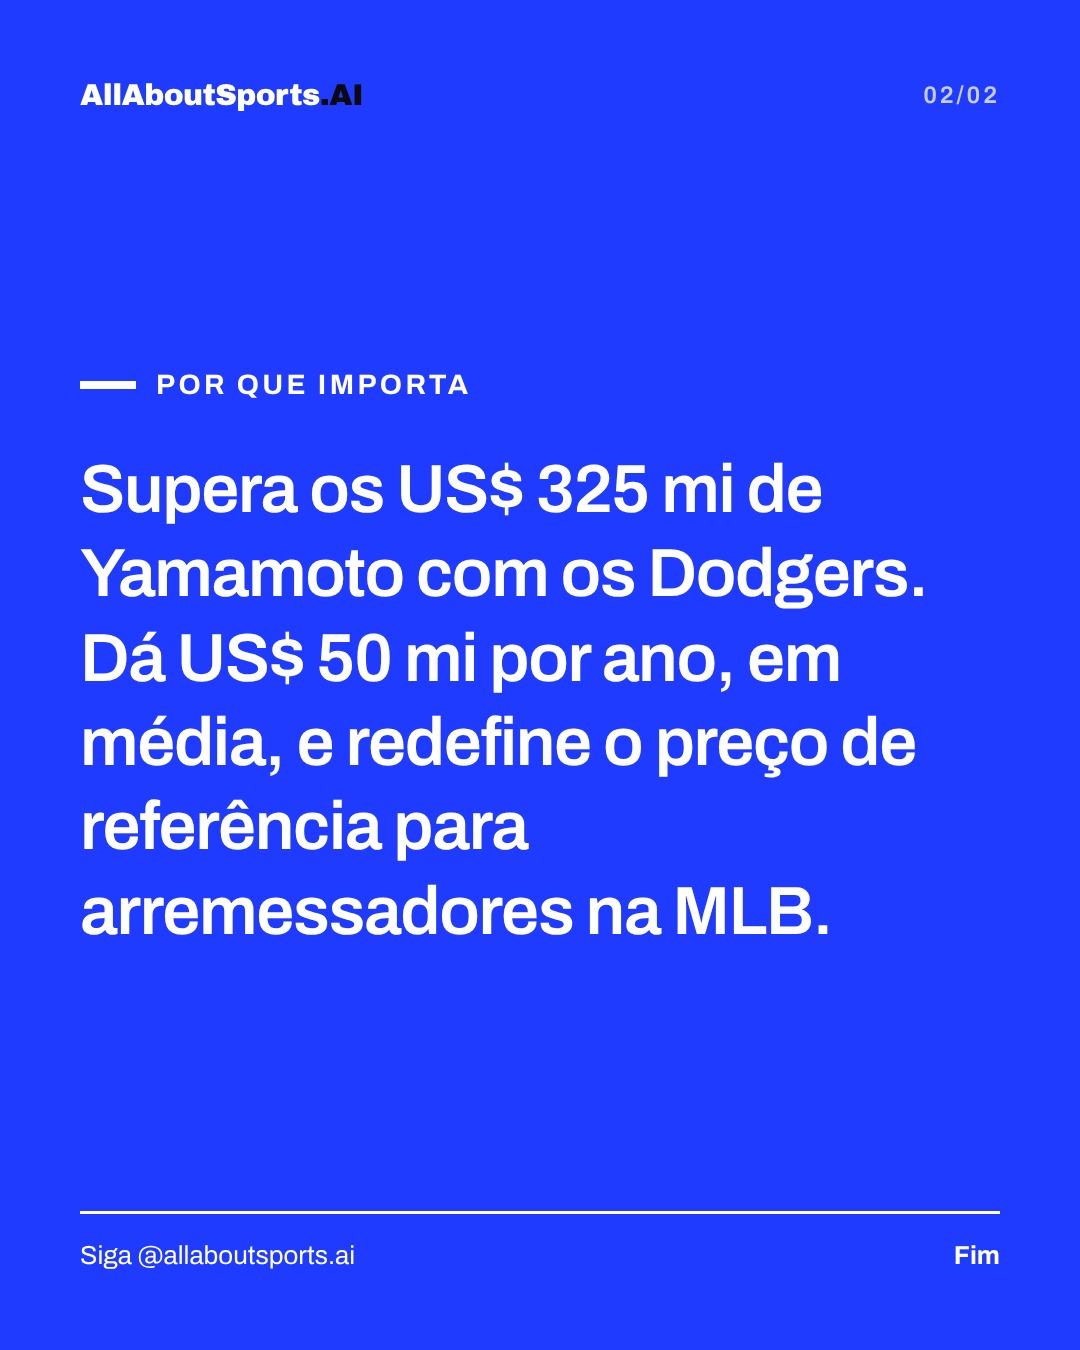 AllAboutSports.AI
02/02
POR QUE IMPORTA
Supera os US$ 325 mi de
Yamamoto com os Dodgers.
Dá US$ 50 mi por ano, em
média, e redefine o preço de
referência para
arremessadores na MLB.
Siga @allaboutsports.ai
Fim